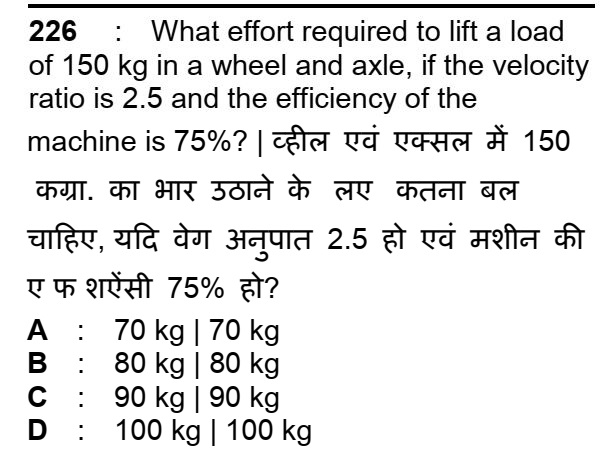 226 : What effort required to lift a load
of 150 kg in a wheel and axle, if the velocity
ratio is 2.5 and the efficiency of the
machine is 75%? | व्हील एवं एक्सल में 150
कग्रा. का भार उठाने के लए कतना बल
चाहिए, यदि वेग अनुपात 2.5 हो एवं मशीन की
ए फ शऐंसी 75% हो?
A : 70 kg | 70 kg
B : 80 kg | 80 kg
C : 90 kg | 90 kg
D : 100 kg | 100 kg